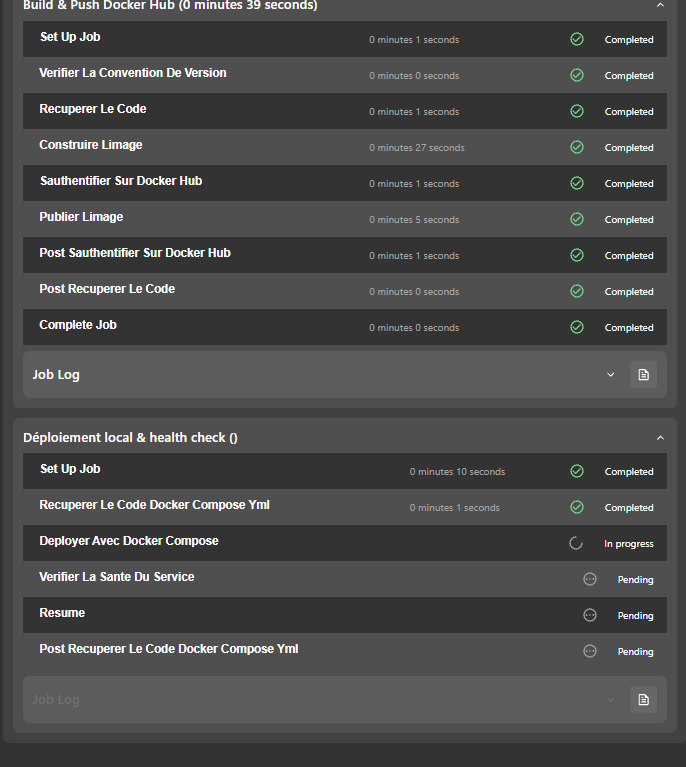 Build & Push Docker Hub (0 minutes 39 seconds)
Set Up Job 0 minutes 1 seconds Completed
Verifier La Convention De Version 0 minutes 0 seconds Completed
Recuperer Le Code 0 minutes 1 seconds Completed
Construire Limage 0 minutes 27 seconds Completed
Sauthentifier Sur Docker Hub 0 minutes 1 seconds Completed
Publier Limage 0 minutes 5 seconds Completed
Post Sauthentifier Sur Docker Hub 0 minutes 1 seconds Completed
Post Recuperer Le Code 0 minutes 0 seconds Completed
Complete Job 0 minutes 0 seconds Completed
Job Log
Déploiement local & health check ()
Set Up Job 0 minutes 10 seconds Completed
Recuperer Le Code Docker Compose Yml 0 minutes 1 seconds Completed
Deployer Avec Docker Compose In progress
Verifier La Sante Du Service Pending
Resume Pending
Post Recuperer Le Code Docker Compose Yml Pending
Job Log